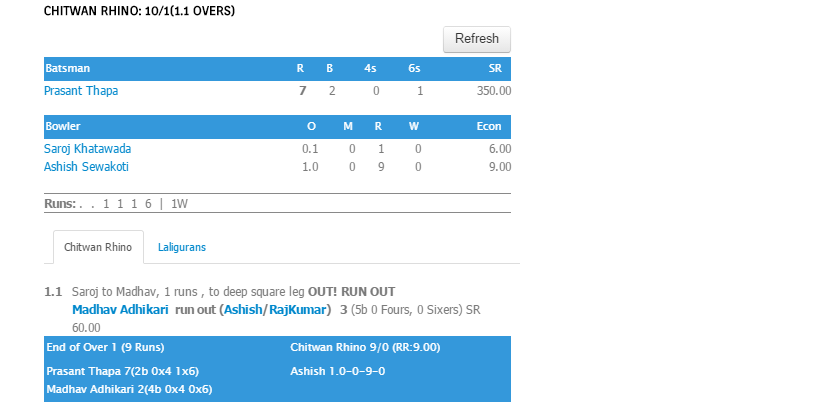 CHITWAN RHINO: 10/1(1.1 OVERS)
Refresh
Batsman R B 4s 6s SR
Prasant Thapa 7 2 0 1 350.00
Bowler O M R W Econ
Saroj Khatawada 0.1 0 1 0 6.00
Ashish Sewakoti 1.0 0 9 0 9.00
Runs: . . 1 1 1 6 | 1W
Chitwan Rhino Laligurans
1.1 Saroj to Madhav, 1 runs , to deep square leg OUT! RUN OUT
Madhav Adhikari run out (Ashish/RajKumar) 3 (5b 0 Fours, 0 Sixers) SR
60.00
End of Over 1 (9 Runs) Chitwan Rhino 9/0 (RR:9.00)
Prasant Thapa 7(2b 0x4 1x6) Ashish 1.0-0-9-0
Madhav Adhikari 2(4b 0x4 0x6)